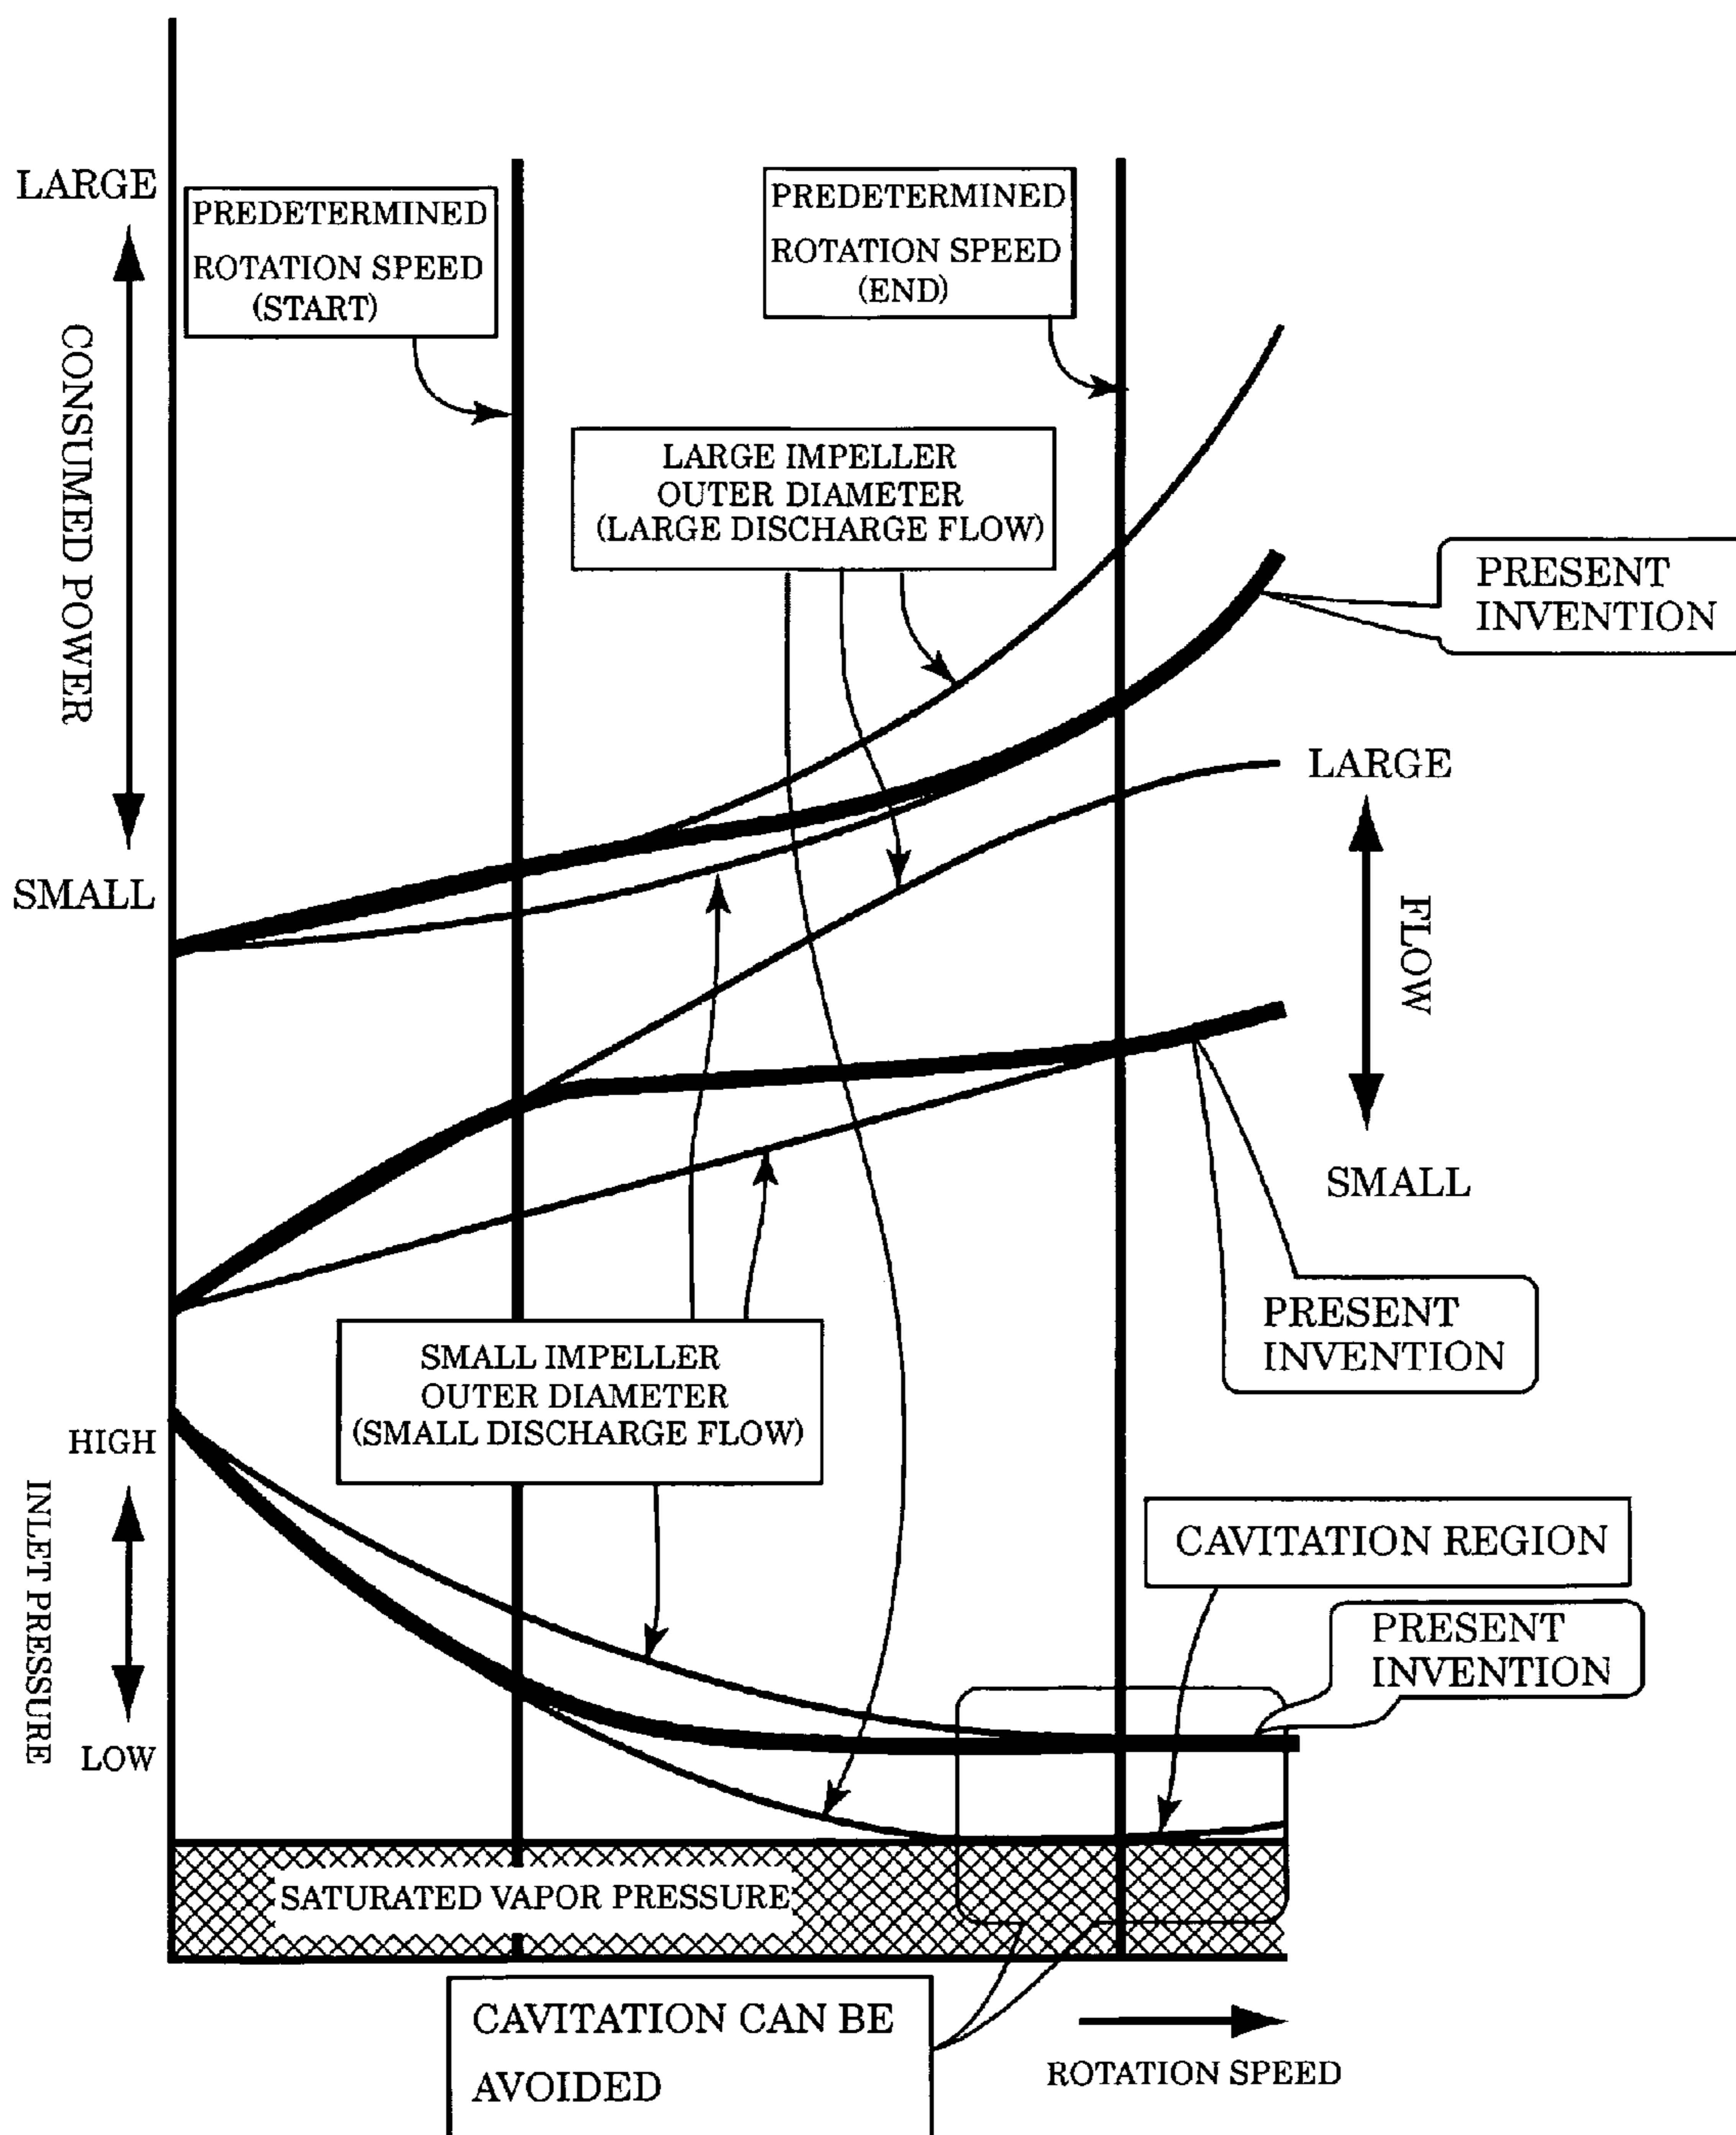 LARGE
CONSUMED POWER
SMALL
PREDETERMINED
ROTATION SPEED
(START)
PREDETERMINED
ROTATION SPEED
(END)
LARGE IMPELLER
OUTER DIAMETER
(LARGE DISCHARGE FLOW)
PRESENT
INVENTION
LARGE
FLOW
SMALL
PRESENT
INVENTION
SMALL IMPELLER
OUTER DIAMETER
(SMALL DISCHARGE FLOW)
HIGH
INLET PRESSURE
LOW
CAVITATION REGION
PRESENT
INVENTION
SATURATED VAPOR PRESSURE
CAVITATION CAN BE
AVOIDED
ROTATION SPEED